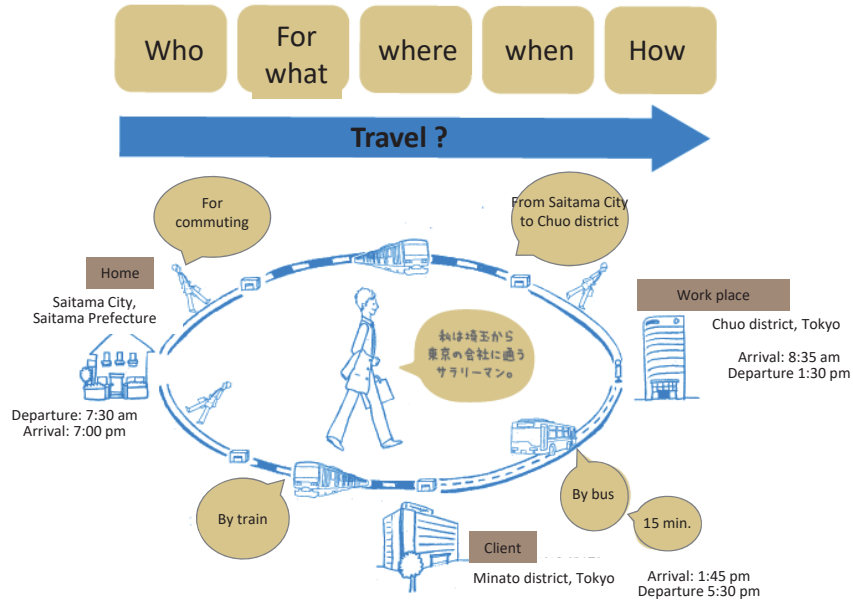 Who
For
what
where
when
How
Travel ?
For
commuting
From Saitama City
to Chuo district
Home
Saitama City,
Saitama Prefecture
Work place
Chuo district, Tokyo
Arrival: 8:35 am
Departure 1:30 pm
私は埼玉から
東京の会社に通う
サラリーマン。
Departure: 7:30 am
Arrival: 7:00 pm
By train
By bus
15 min.
Client
Minato district, Tokyo
Arrival: 1:45 pm
Departure 5:30 pm